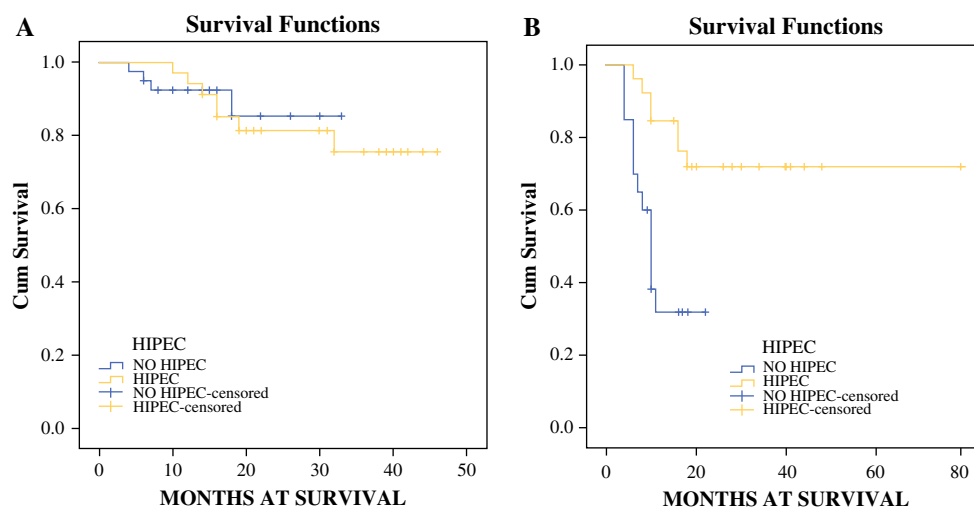 A
Survival Functions
Cum Survival
1.0
0.8
0.6
0.4
0.2
0.0
HIPEC
NO HIPEC
HIPEC
NO HIPEC-censored
HIPEC-censored
0 10 20 30 40 50
MONTHS AT SURVIVAL
B
Survival Functions
Cum Survival
1.0
0.8
0.6
0.4
0.2
0.0
HIPEC
NO HIPEC
HIPEC
NO HIPEC-censored
HIPEC-censored
0 20 40 60 80
MONTHS AT SURVIVAL